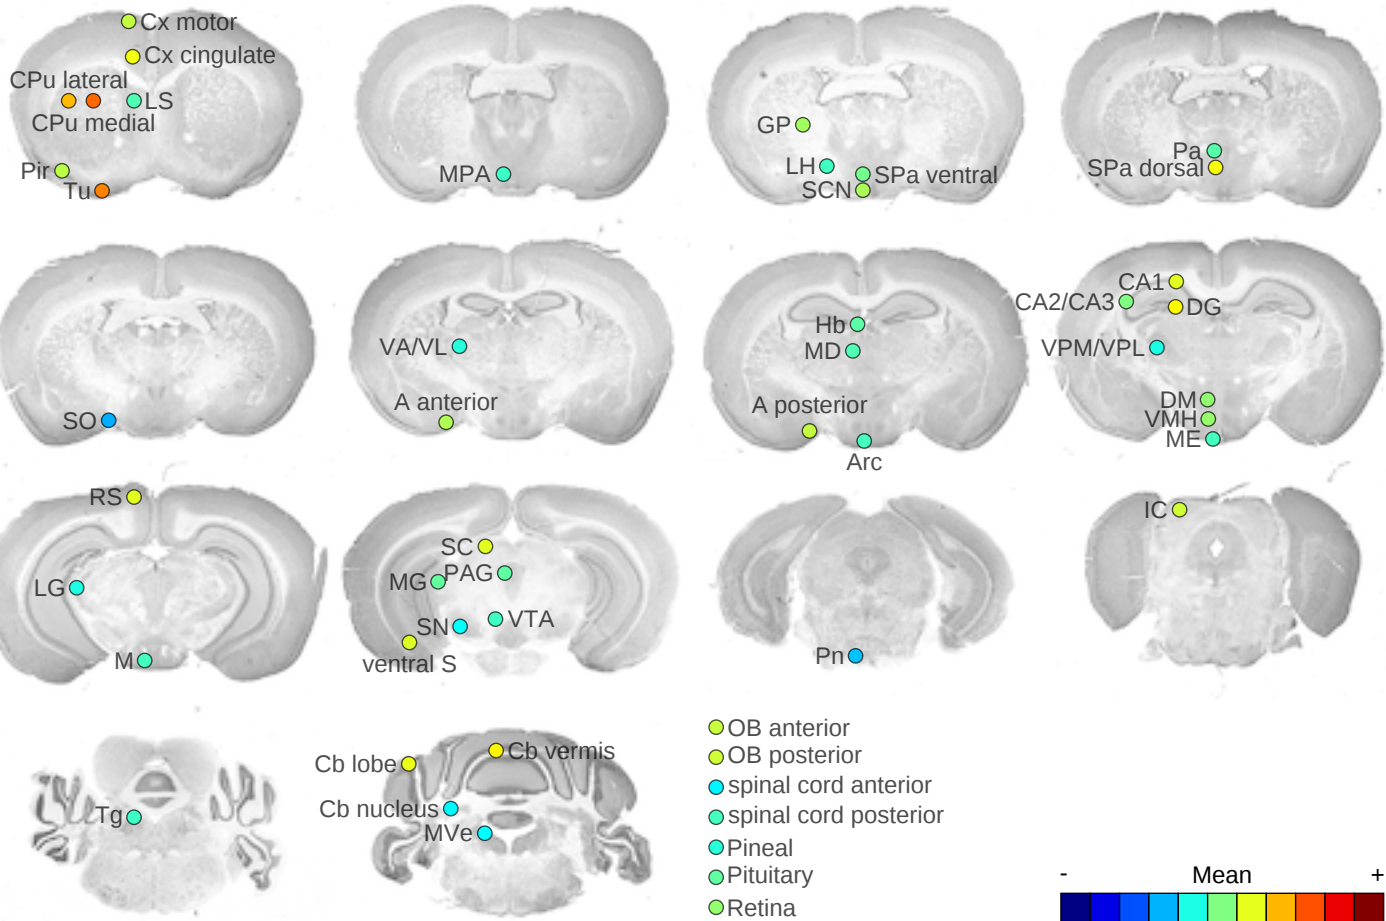 Cx motor
Cx cingulate
CPu lateral
LS
CPu medial
Pir
Tu
MPA
GP
LH
SPa ventral
SCN
Pa
SPa dorsal
SO
VA/VL
A anterior
Hb
MD
A posterior
Arc
CA1
CA2/CA3
DG
VPM/VPL
DM
VMH
ME
RS
LG
M
SC
MG
PAG
SN
VTA
ventral S
Pn
IC
Tg
Cb lobe
Cb vermis
Cb nucleus
MVe
OB anterior
OB posterior
spinal cord anterior
spinal cord posterior
Pineal
Pituitary
Retina
- Mean +